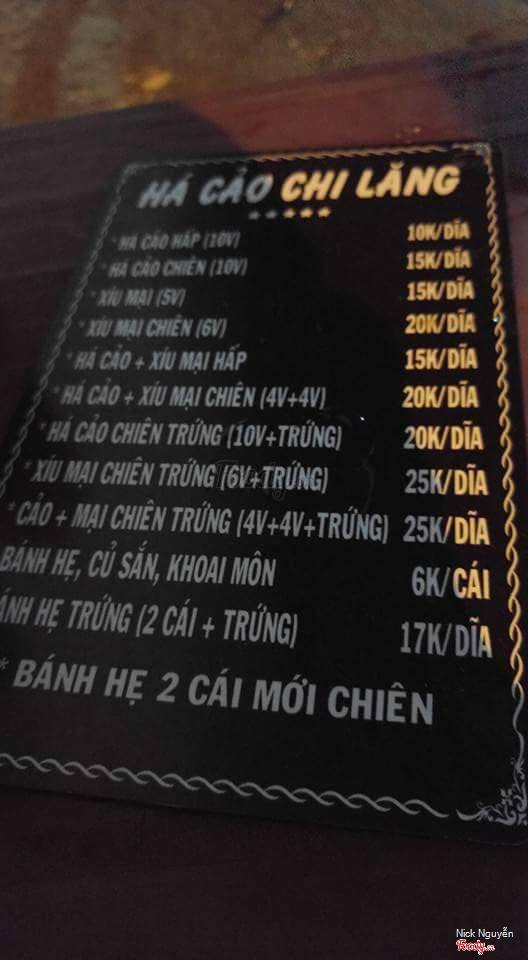 HÁ CẢO CHI LĂNG
* HÁ CẢO HẤP (10V) 10K/DĨA
* HÁ CẢO CHIÊN (10V) 15K/DĨA
* XÍU MẠI (5V) 15K/DĨA
* XÍU MẠI CHIÊN (6V) 20K/DĨA
* HÁ CẢO + XÍU MẠI HẤP 15K/DĨA
* HÁ CẢO + XÍU MẠI CHIÊN (4V+4V) 20K/DĨA
* HÁ CẢO CHIÊN TRỨNG (10V+TRỨNG) 20K/DĨA
* XÍU MẠI CHIÊN TRỨNG (6V+TRỨNG) 25K/DĨA
* CẢO + MẠI CHIÊN TRỨNG (4V+4V+TRỨNG) 25K/DĨA
BÁNH HẸ, CỦ SẮN, KHOAI MÔN 6K/CÁI
ÁNH HẸ TRỨNG (2 CÁI + TRỨNG) 17K/DĨA
* BÁNH HẸ 2 CÁI MỚI CHIÊN
Nick Nguyễn
Foody.vn